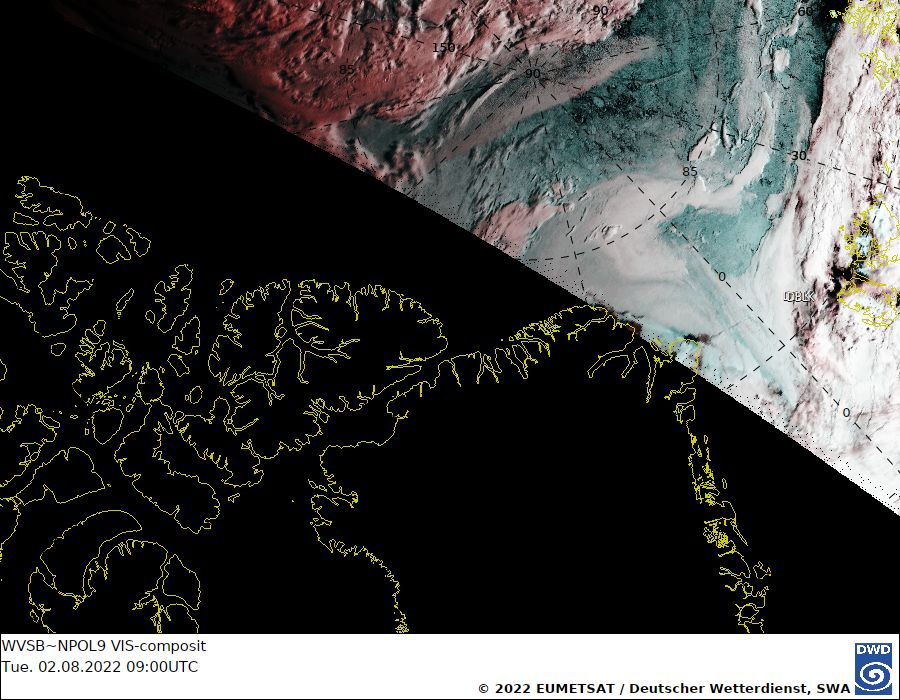 90
60
150
85
90
30
85
0
DBLK
0
WVSB~NPOL9 VIS-composit
Tue. 02.08.2022 09:00UTC
DWD
© 2022 EUMETSAT / Deutscher Wetterdienst, SWA